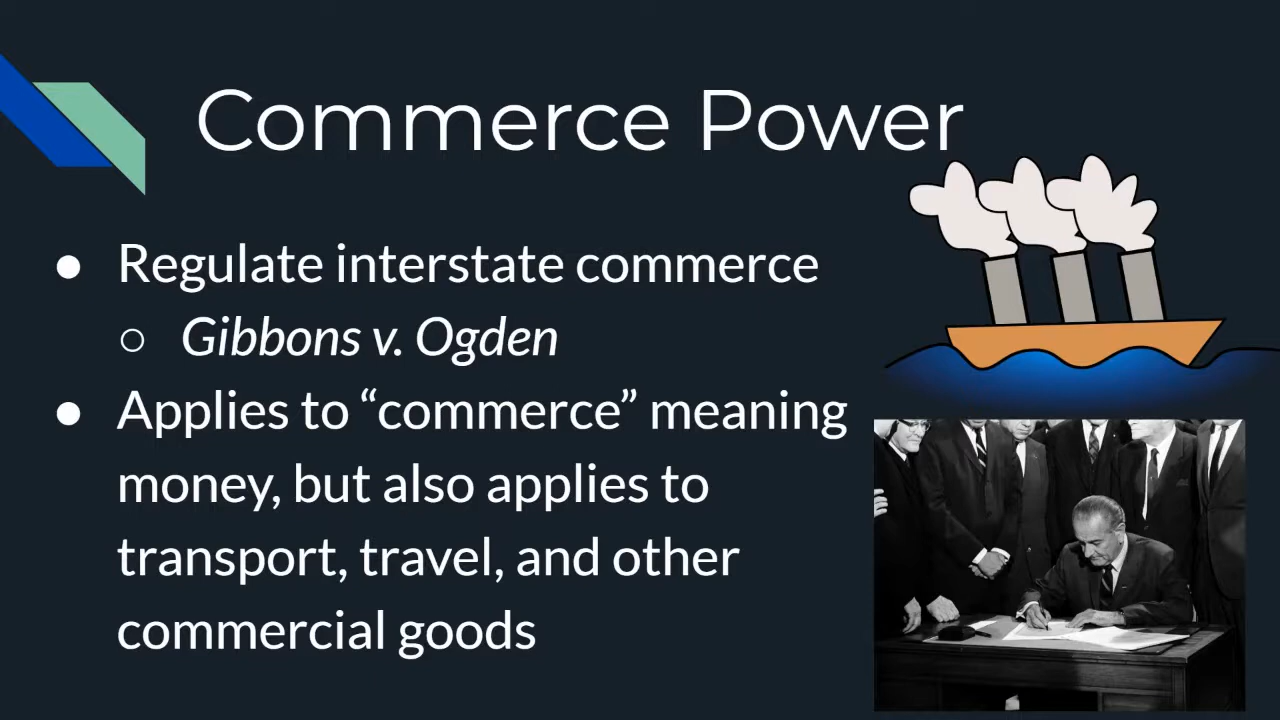 Commerce Power
● Regulate interstate commerce
○ Gibbons v. Ogden
● Applies to “commerce” meaning
money, but also applies to
transport, travel, and other
commercial goods